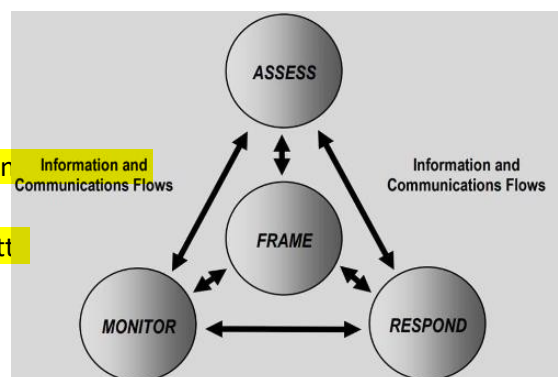 ASSESS
Information and
Communications Flows
Information and
Communications Flows
FRAME
MONITOR
RESPOND